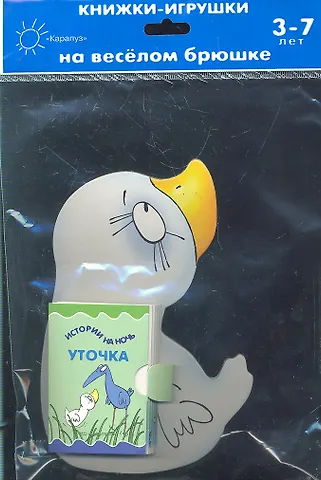 КНИЖКИ-ИГРУШКИ
3-7
ЛЕТ
«Карапуз»
на весёлом брюшке
ИСТОРИИ НА НОЧЬ
УТОЧКА